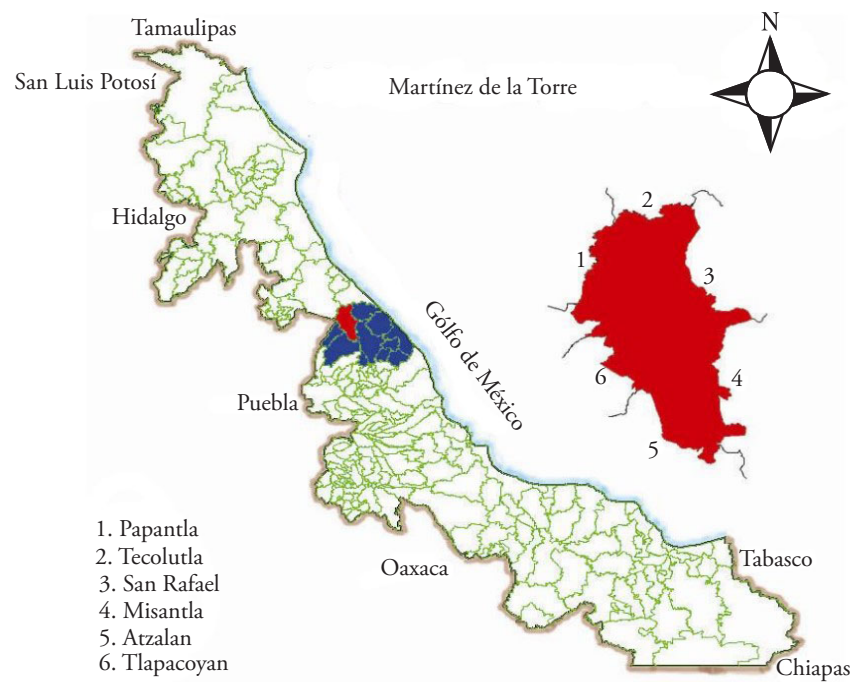 Tamaulipas
N
San Luis Potosí
Martínez de la Torre
2
Hidalgo
1
3
Gólfo de México
6
4
Puebla
5
1. Papantla
2. Tecolutla
3. San Rafael
4. Misantla
5. Atzalan
6. Tlapacoyan
Oaxaca
Tabasco
Chiapas